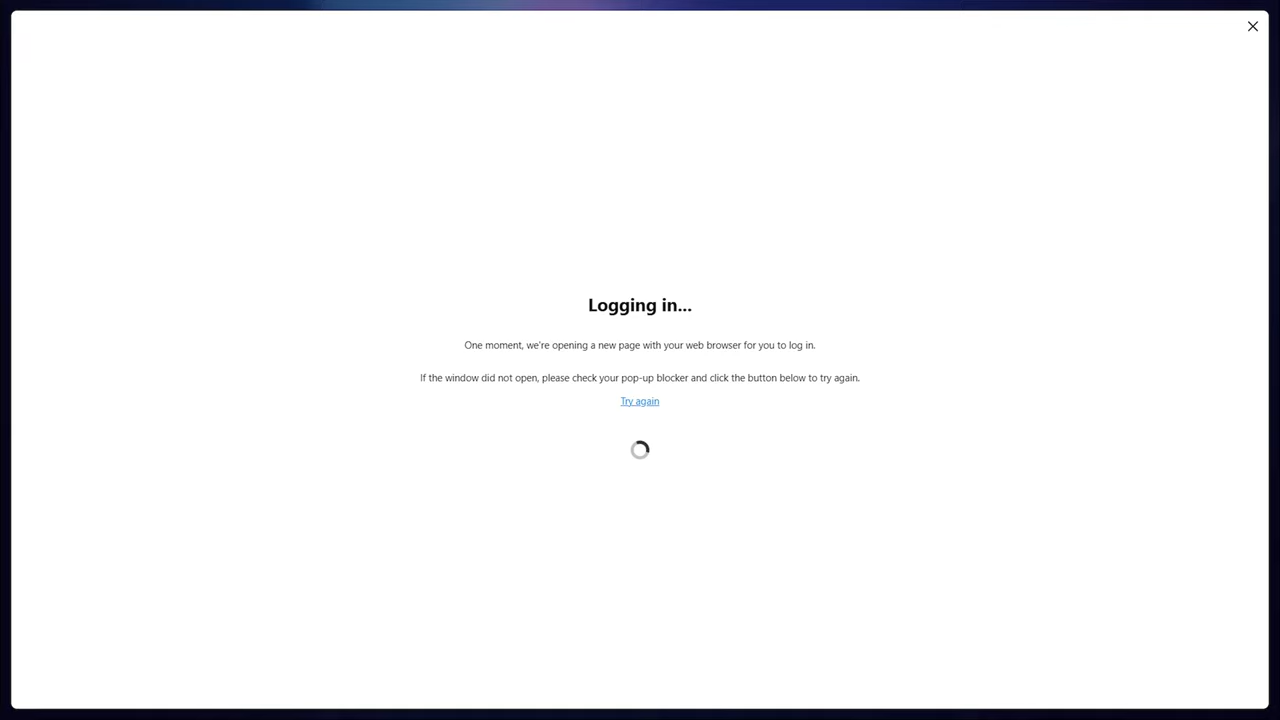 Logging in...
One moment, we're opening a new page with your web browser for you to log in.
If the window did not open, please check your pop-up blocker and click the button below to try again.
Try again